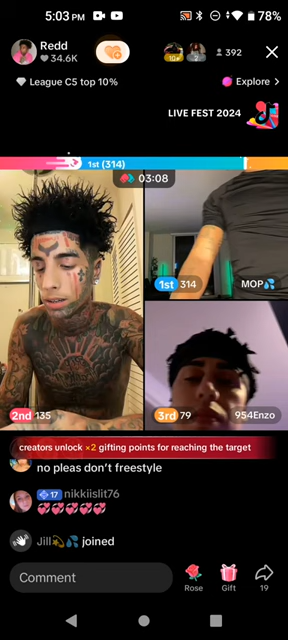 5:03 PM
78%
Redd
34.6K
392
League C5 top 10%
Explore >
LIVE FEST 2024
1st (314)
03:08
1st 314
MOP💦
2nd 135
3rd 79
954Enzo
creators unlock ×2 gifting points for reaching the target
no pleas don't freestyle
17 nikkiislit76
💞💞💞💞💞
Jill💫💦 joined
Comment
Rose
Gift
19